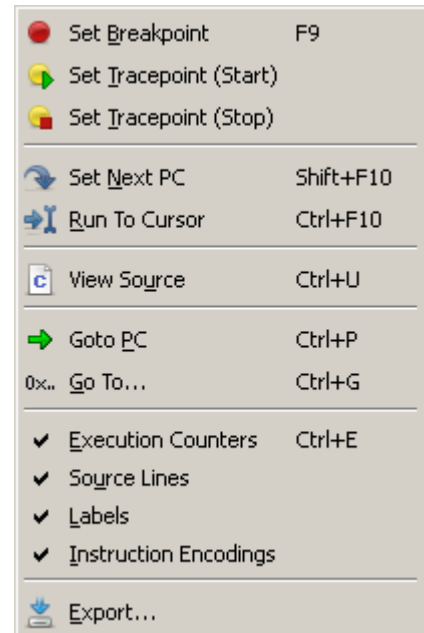 Set Breakpoint F9
Set Tracepoint (Start)
Set Tracepoint (Stop)
Set Next PC Shift+F10
Run To Cursor Ctrl+F10
c View Source Ctrl+U
Goto PC Ctrl+P
0x.. Go To... Ctrl+G
Execution Counters Ctrl+E
Source Lines
Labels
Instruction Encodings
Export...